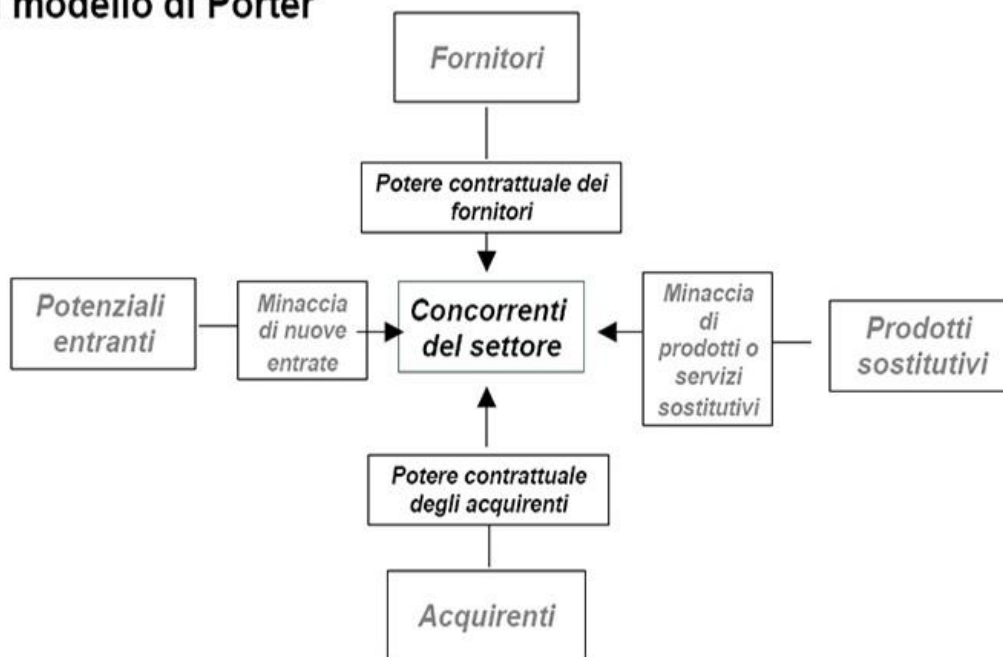 modello di Porter
Fornitori
Potere contrattuale dei
fornitori
Potenziali
entranti
Minaccia
di nuove
entrate
Concorrenti
del settore
Minaccia
di
prodotti o
servizi
sostitutivi
Prodotti
sostitutivi
Potere contrattuale
degli acquirenti
Acquirenti